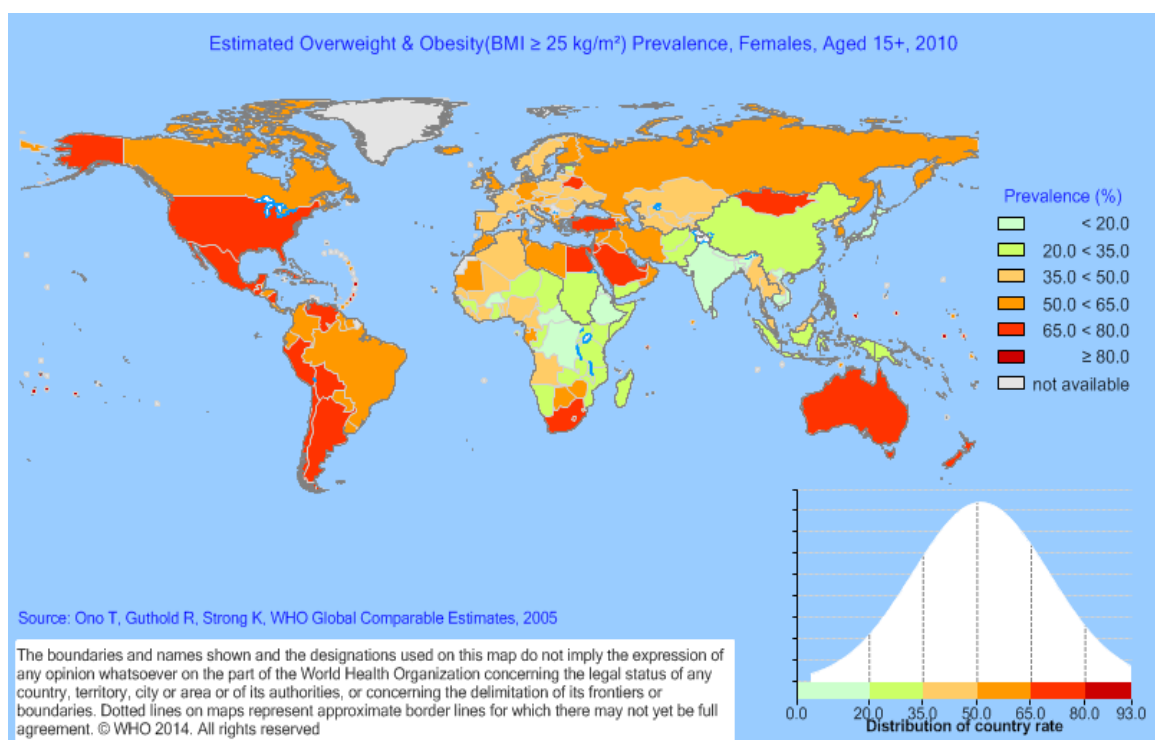 Estimated Overweight & Obesity(BMI ≥ 25 kg/m²) Prevalence, Females, Aged 15+, 2010
Prevalence (%)
< 20.0
20.0 < 35.0
35.0 < 50.0
50.0 < 65.0
65.0 < 80.0
≥ 80.0
not available
Source: Ono T, Guthold R, Strong K, WHO Global Comparable Estimates, 2005
The boundaries and names shown and the designations used on this map do not imply the expression of
any opinion whatsoever on the part of the World Health Organization concerning the legal status of any
country, territory, city or area or of its authorities, or concerning the delimitation of its frontiers or
boundaries. Dotted lines on maps represent approximate border lines for which there may not yet be full
agreement. © WHO 2014. All rights reserved
0.0 20.0 35.0 50.0 65.0 80.0 93.0
Distribution of country rate